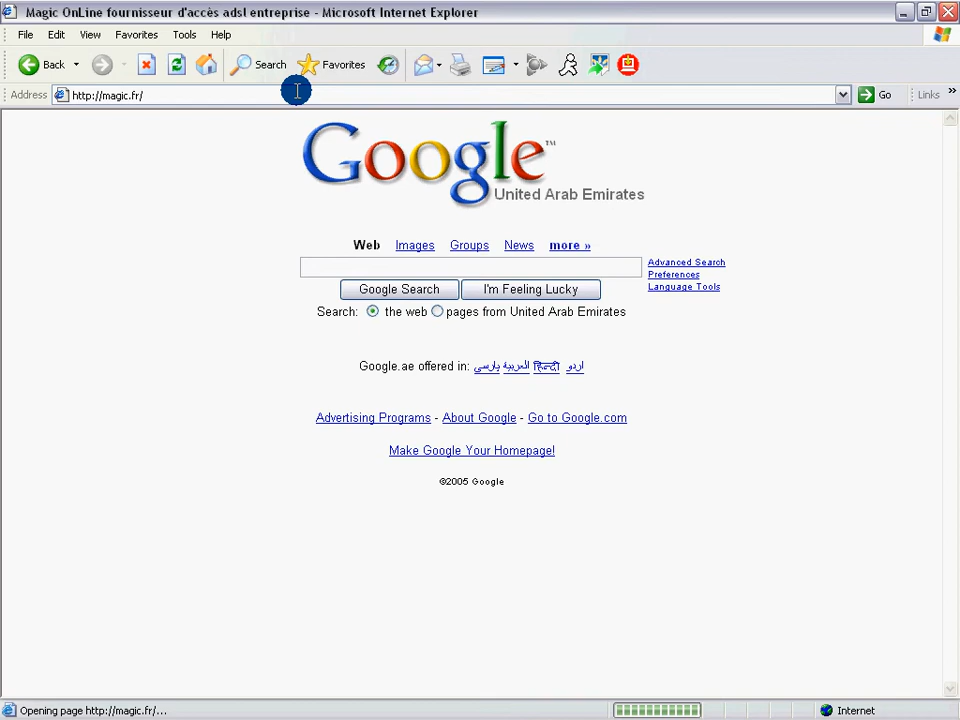 Magic OnLine fournisseur d'accès adsl entreprise - Microsoft Internet Explorer
File Edit View Favorites Tools Help
Back Search Favorites
Address http://magic.fr/ Go Links »
Google™
United Arab Emirates
Web Images Groups News more »
Advanced Search
Preferences
Language Tools
Google Search I'm Feeling Lucky
Search: the web pages from United Arab Emirates
Google.ae offered in: پارسی العربية हिन्दी اردو
Advertising Programs - About Google - Go to Google.com
Make Google Your Homepage!
©2005 Google
Opening page http://magic.fr/... Internet